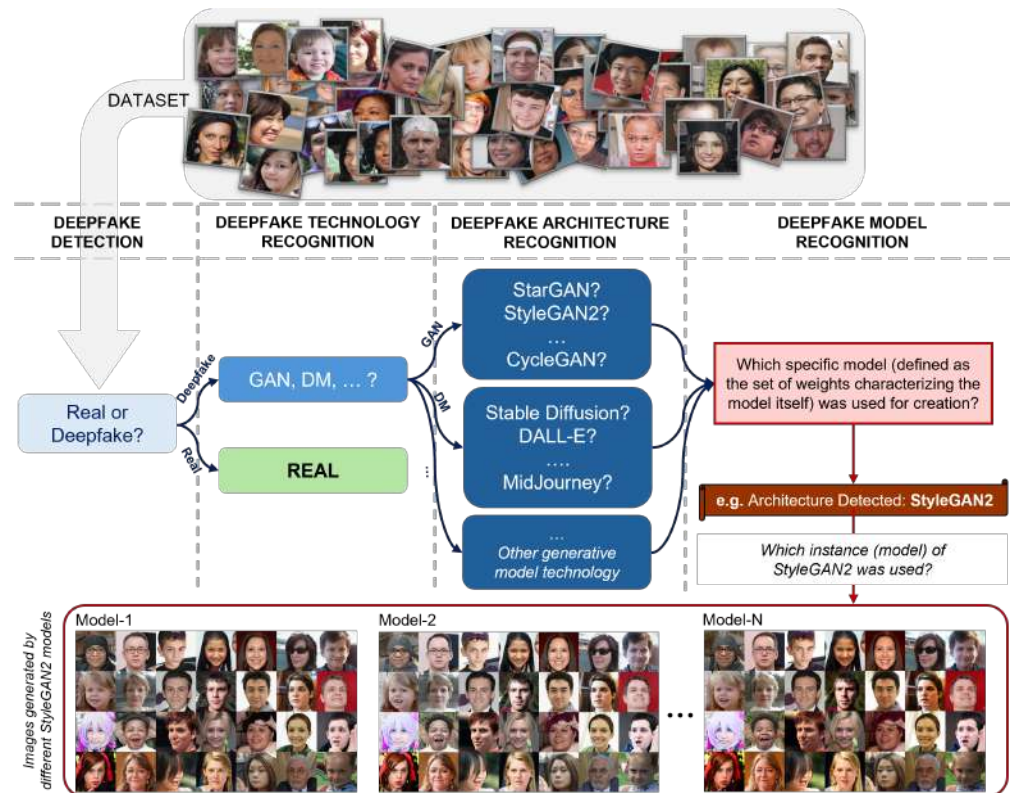 DATASET
DEEPFAKE
DETECTION
DEEPFAKE TECHNOLOGY
RECOGNITION
DEEPFAKE ARCHITECTURE
RECOGNITION
DEEPFAKE MODEL
RECOGNITION
Real or
Deepfake?
Deepfake
Real
GAN, DM, ... ?
REAL
GAN
DM
...
StarGAN?
StyleGAN2?
...
CycleGAN?
Stable Diffusion?
DALL-E?
....
MidJourney?
...
Other generative
model technology
Which specific model (defined as
the set of weights characterizing the
model itself) was used for creation?
e.g. Architecture Detected: StyleGAN2
Which instance (model) of
StyleGAN2 was used?
Images generated by
different StyleGAN2 models
Model-1
Model-2
...
Model-N